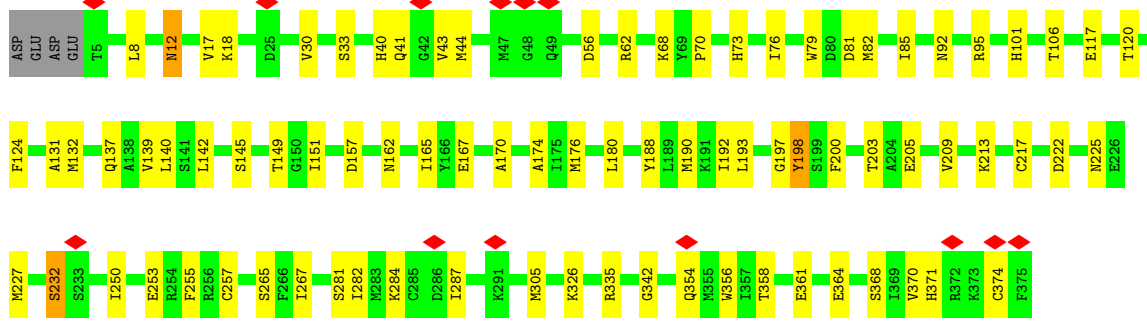 ASP GLU ASP GLU T5 L8 N12 V17 K18 D25 V30 S33 H40 Q41 G42 V43 M44 M47 G48 Q49 D56 R62 K68 Y69 P70 H73 I76 W79 D80 D81 M82 I85 N92 R95 H101 T106 E117 T120
F124 A131 M132 Q137 A138 V139 L140 S141 L142 S145 T149 G150 I151 D157 N162 I165 Y166 E167 A170 A174 I175 M176 L180 Y188 L189 M190 K191 I192 L193 G197 Y198 S199 F200 T203 A204 E205 V209 K213 C217 D222 N225 E226
M227 S232 S233 I250 E253 R254 F255 R256 C257 S265 F266 I267 S281 I282 M283 K284 C285 D286 I287 K291 M305 K326 R335 G342 Q354 M355 W356 I357 T358 E361 E364 S368 I369 V370 H371 R372 K373 C374 F375